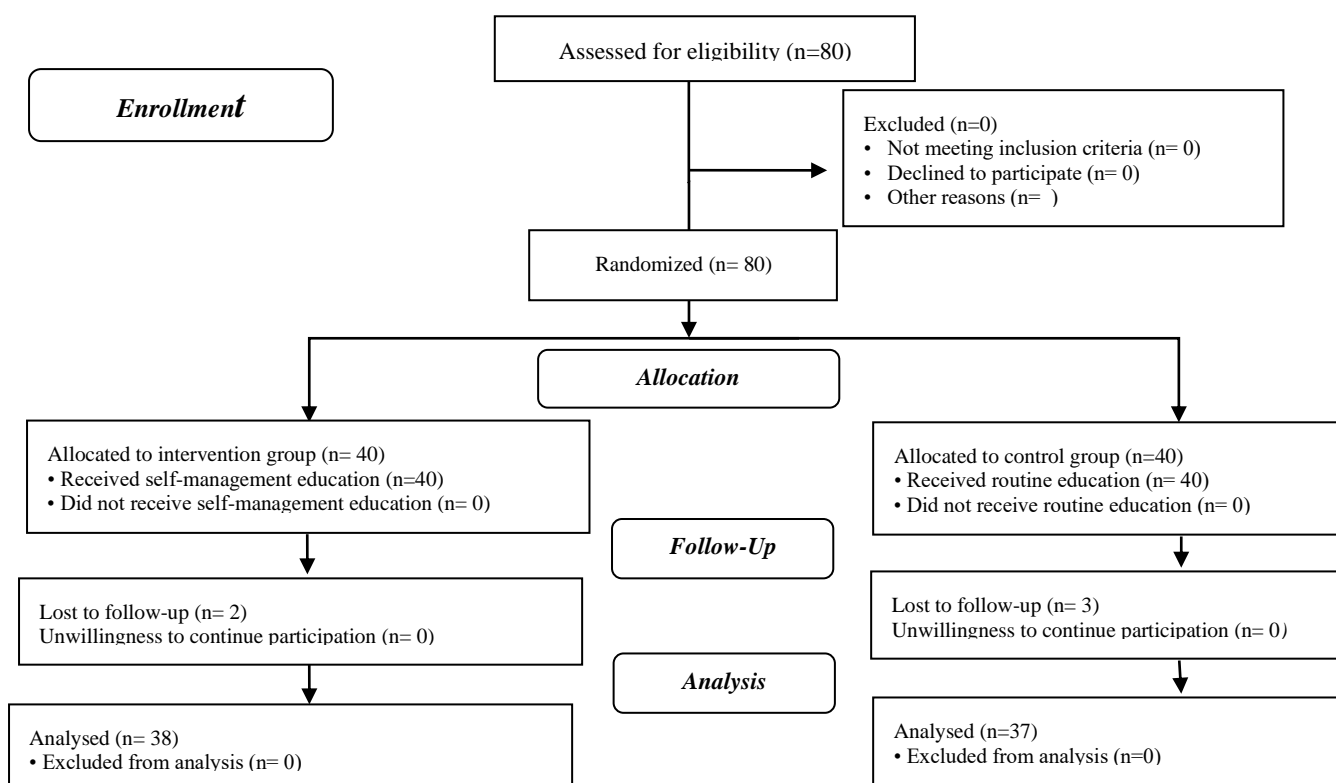 Assessed for eligibility (n=80)
Enrollment
Excluded (n=0)
• Not meeting inclusion criteria (n= 0)
• Declined to participate (n= 0)
• Other reasons (n=  )
Randomized (n= 80)
Allocation
Allocated to intervention group (n= 40)
• Received self-management education (n=40)
• Did not receive self-management education (n= 0)
Allocated to control group (n=40)
• Received routine education (n= 40)
• Did not receive routine education (n= 0)
Follow-Up
Lost to follow-up (n= 2)
Unwillingness to continue participation (n= 0)
Lost to follow-up (n= 3)
Unwillingness to continue participation (n= 0)
Analysis
Analysed (n= 38)
• Excluded from analysis (n= 0)
Analysed (n=37)
• Excluded from analysis (n=0)